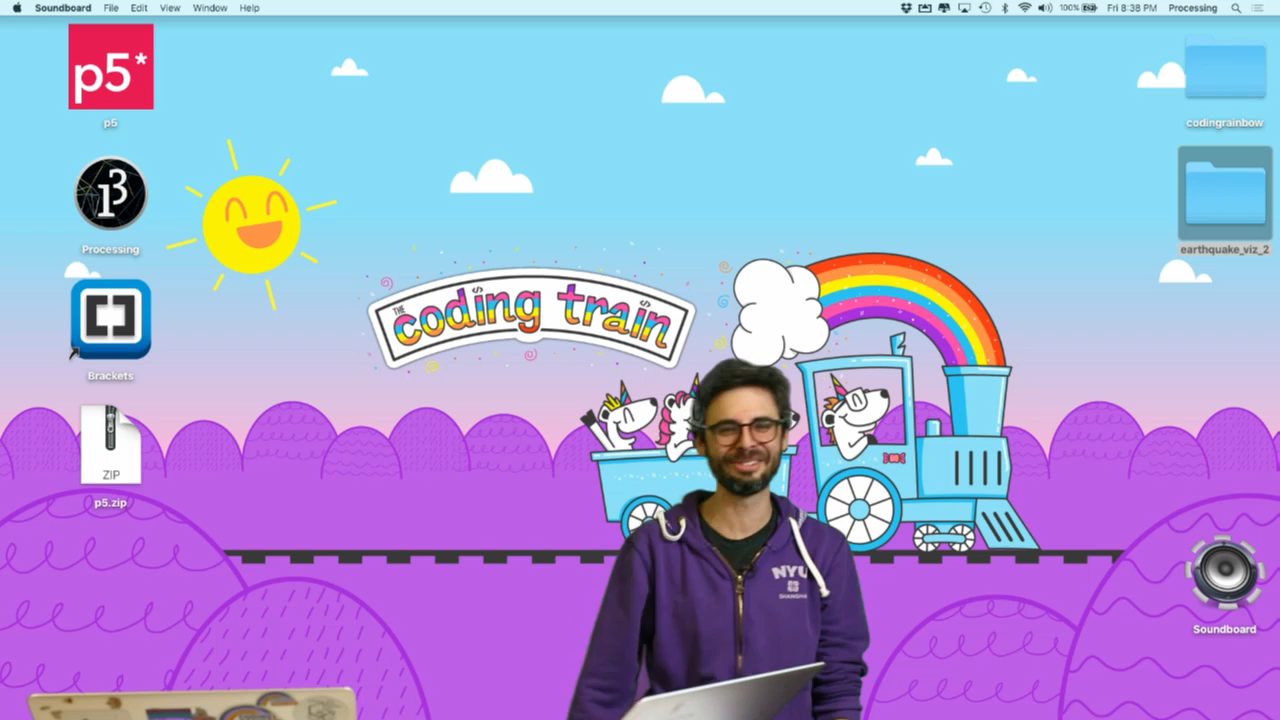 Soundboard File Edit View Window Help
100% Fri 8:38 PM Processing
p5*
p5
codingrainbow
Processing
earthquake_viz_2
THE
coding train
Brackets
ZIP
p5.zip
NYU
SHANGHAI
Soundboard